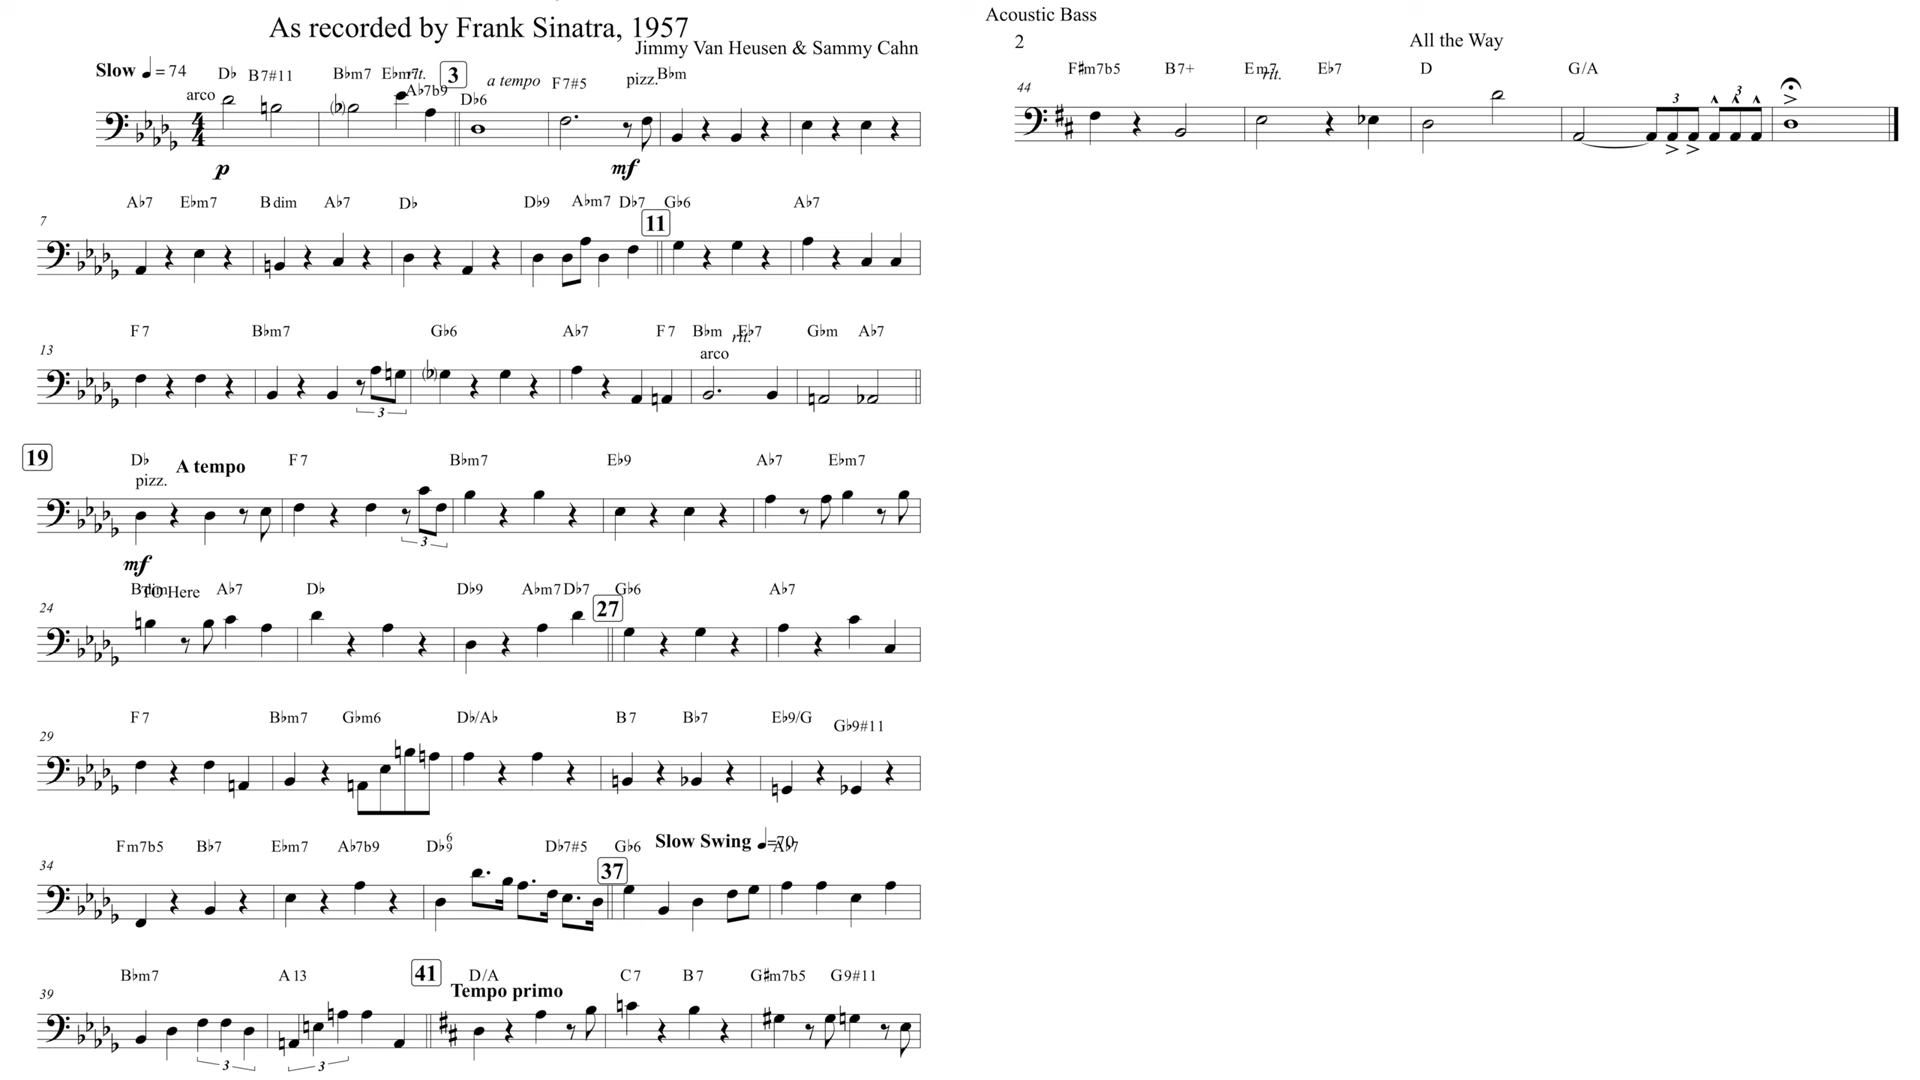 As recorded by Frank Sinatra, 1957
Jimmy Van Heusen & Sammy Cahn
Slow ♩ = 74
D♭ B7#11 B♭m7 E♭m7 rit. A♭7b9 3 D♭6 a tempo F7#5 pizz. B♭m
arco
p mf
A♭7 E♭m7 B dim A♭7 D♭ D♭9 A♭m7 D♭7 G♭6 A♭7
7 11
F7 B♭m7 G♭6 A♭7 F7 B♭m rit. E♭7 G♭m A♭7
arco
13 3
19 D♭ A tempo F7 B♭m7 E♭9 A♭7 E♭m7
pizz.
3
mf
B dim TO Here A♭7 D♭ D♭9 A♭m7 D♭7 G♭6 A♭7
24 27
F7 B♭m7 G♭m6 D♭/A♭ B7 B♭7 E♭9/G G♭9#11
29
Fm7b5 B♭7 E♭m7 A♭7b9 D♭6/9 D♭7#5 G♭6 Slow Swing ♩=70 A♭7
34 37
B♭m7 A13 41 D/A C7 B7 G#m7b5 G9#11
Tempo primo
39 3 3
Acoustic Bass
2 All the Way
F#m7b5 B7+ Em7 rit. E♭7 D G/A
44 3 3